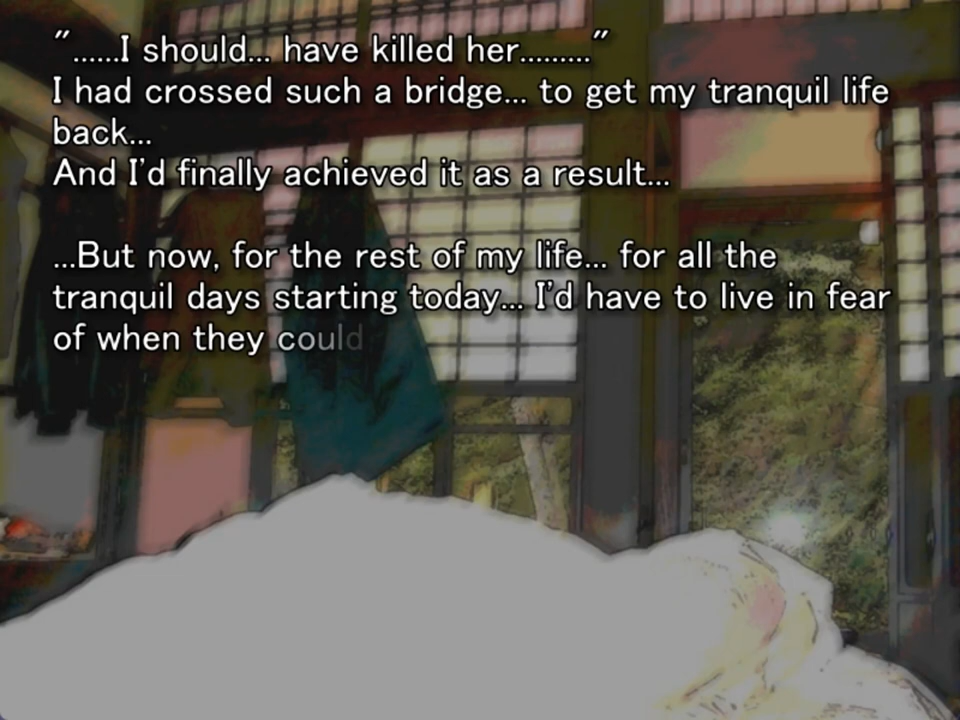 "......I should... have killed her........."
I had crossed such a bridge... to get my tranquil life
back...
And I'd finally achieved it as a result...
...But now, for the rest of my life... for all the
tranquil days starting today... I'd have to live in fear
of when they could